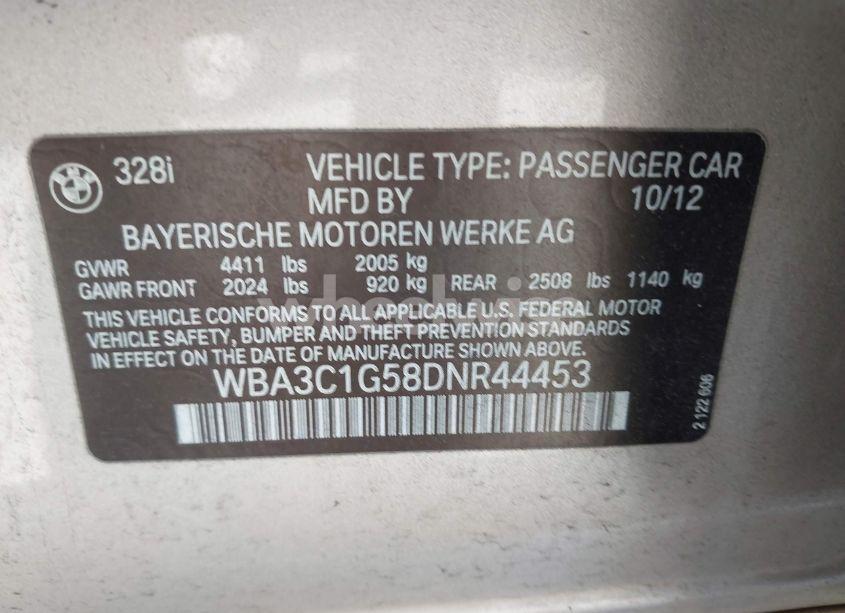 BMW
328i VEHICLE TYPE: PASSENGER CAR
MFD BY 10/12
BAYERISCHE MOTOREN WERKE AG
GVWR 4411 lbs 2005 kg
GAWR FRONT 2024 lbs 920 kg REAR 2508 lbs 1140 kg
THIS VEHICLE CONFORMS TO ALL APPLICABLE U.S. FEDERAL MOTOR
VEHICLE SAFETY, BUMPER AND THEFT PREVENTION STANDARDS
IN EFFECT ON THE DATE OF MANUFACTURE SHOWN ABOVE.
WBA3C1G58DNR44453
2 122 606